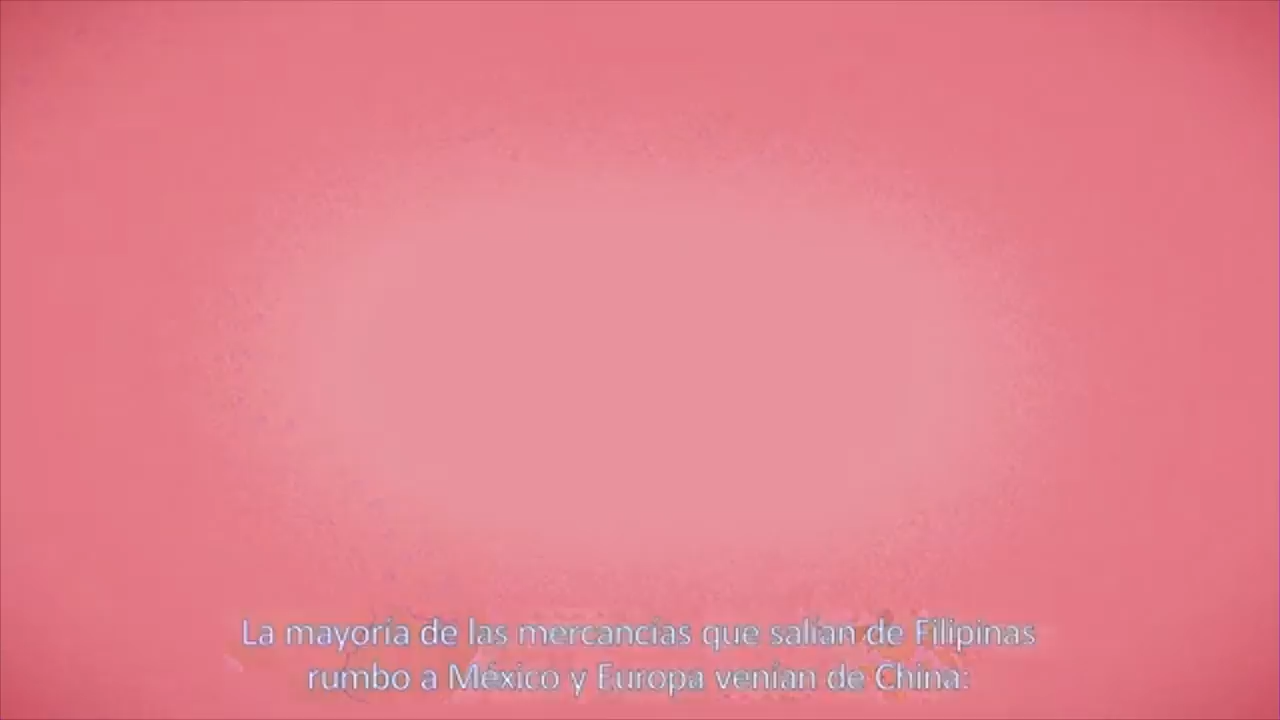 La mayoría de las mercancías que salían de Filipinas
rumbo a México y Europa venían de China: